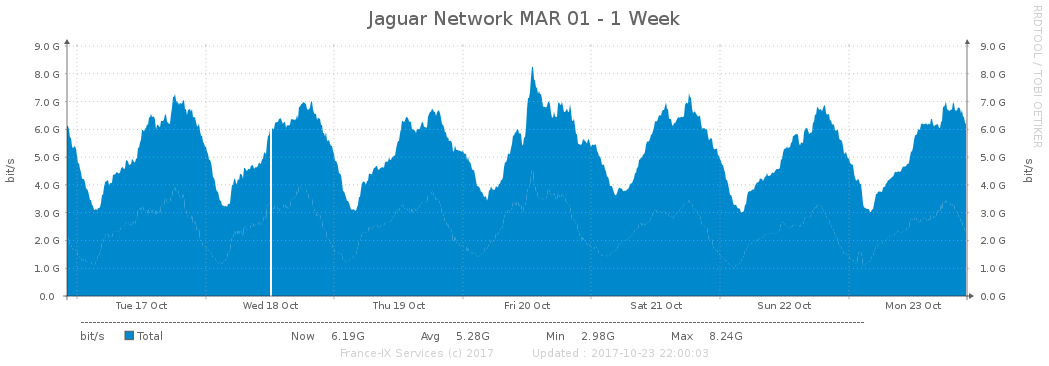 Jaguar Network MAR 01 - 1 Week
RRDTOOL / TOBI OETIKER
bit/s
9.0 G 9.0 G
8.0 G 8.0 G
7.0 G 7.0 G
6.0 G 6.0 G
5.0 G 5.0 G
4.0 G 4.0 G
3.0 G 3.0 G
2.0 G 2.0 G
1.0 G 1.0 G
0.0 0.0 G
bit/s
Tue 17 Oct Wed 18 Oct Thu 19 Oct Fri 20 Oct Sat 21 Oct Sun 22 Oct Mon 23 Oct
bit/s Total Now 6.19G Avg 5.28G Min 2.98G Max 8.24G
France-IX Services (c) 2017 Updated : 2017-10-23 22:00:03